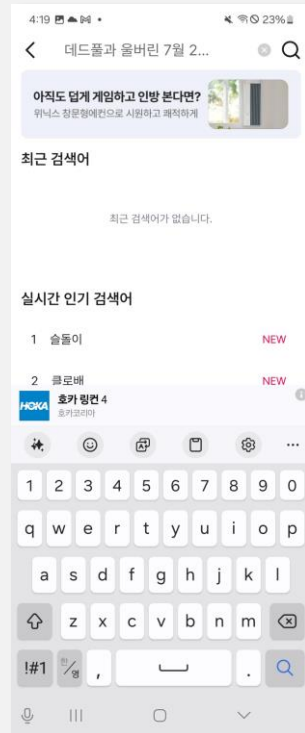 4:19
23%
데드풀과 울버린 7월 2...
아직도 덥게 게임하고 인방 본다면?
위닉스 창문형에컨으로 시원하고 쾌적하게
최근 검색어
최근 검색어가 없습니다.
실시간 인기 검색어
1 슬돌이 NEW
2 클로배 NEW
HOKA
호카 링컨 4
호카코리아
1 2 3 4 5 6 7 8 9 0
q w e r t y u i o p
a s d f g h j k l
z x c v b n m
!#1 한/영 , .